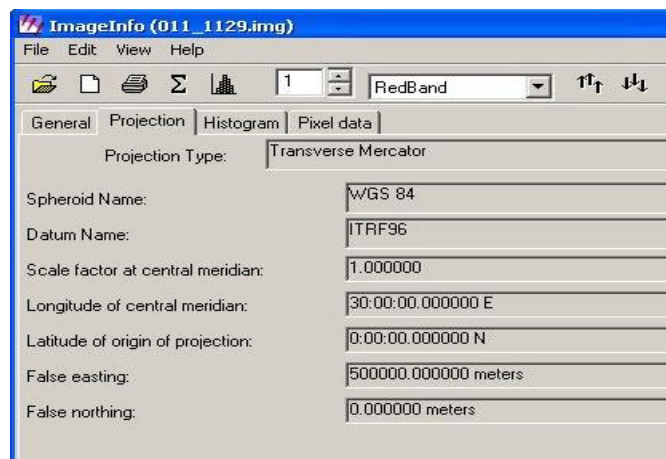 ImageInfo (011_1129.img)
File Edit View Help
Σ 1 RedBand
General Projection Histogram Pixel data
Projection Type: Transverse Mercator
Spheroid Name: WGS 84
Datum Name: ITRF96
Scale factor at central meridian: 1.000000
Longitude of central meridian: 30:00:00.000000 E
Latitude of origin of projection: 0:00:00.000000 N
False easting: 500000.000000 meters
False northing: 0.000000 meters